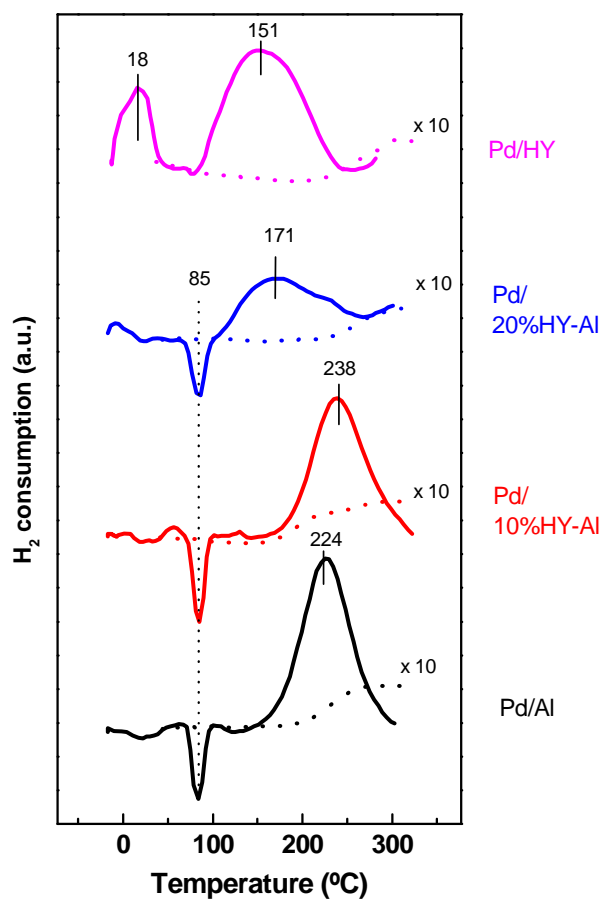 18
151
x 10
Pd/HY
85
171
x 10
Pd/
20%HY-Al
238
x 10
Pd/
10%HY-Al
224
x 10
Pd/Al
H2 consumption (a.u.)
0 100 200 300
Temperature (ºC)